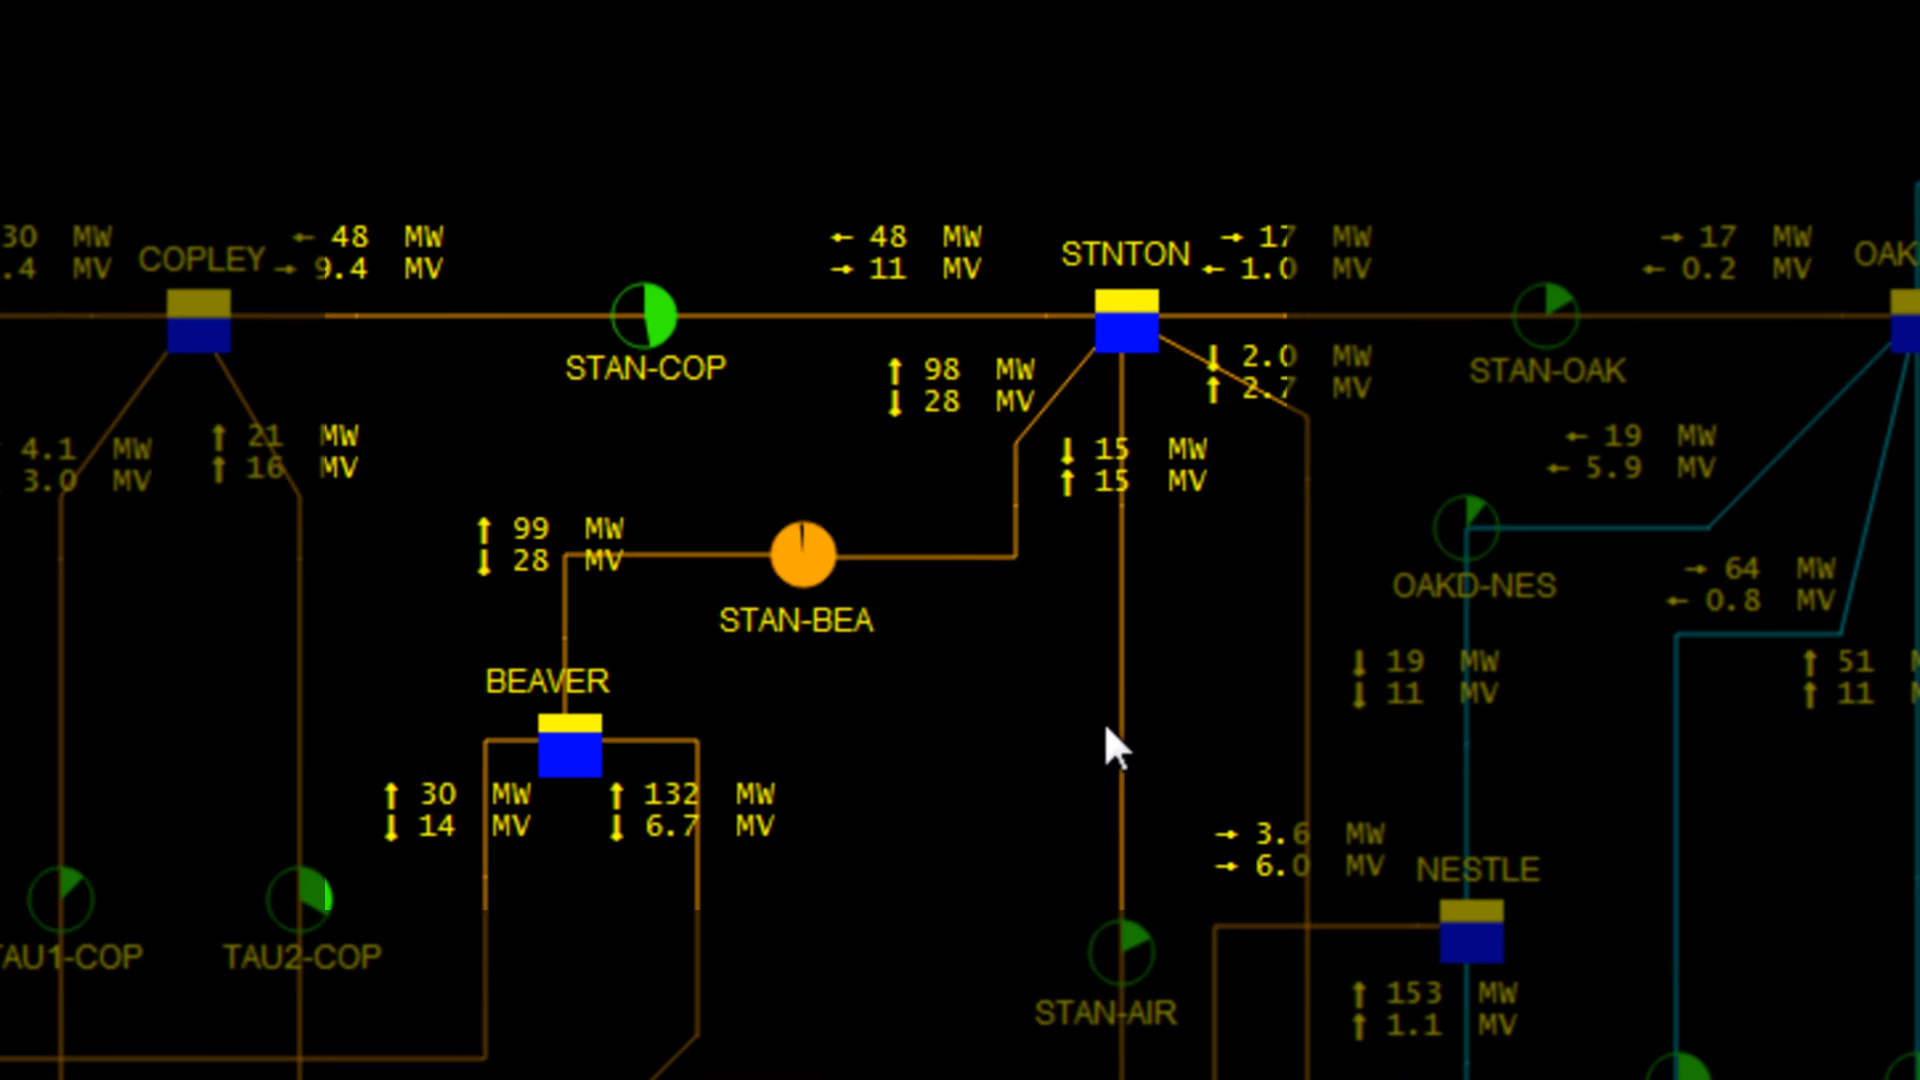 30 MW
.4 MV
COPLEY
← 48 MW
→ 9.4 MV
← 48 MW
→ 11 MV
STNTON
→ 17 MW
← 1.0 MV
→ 17 MW
← 0.2 MV
OAK
STAN-COP
↑ 98 MW
↓ 28 MV
↓ 2.0 MW
↑ 2.7 MV
STAN-OAK
4.1 MW
3.0 MV
↑ 21 MW
↑ 16 MV
↓ 15 MW
↑ 15 MV
← 19 MW
← 5.9 MV
↑ 99 MW
↓ 28 MV
STAN-BEA
OAKD-NES
→ 64 MW
← 0.8 MV
BEAVER
↓ 19 MW
↓ 11 MV
↑ 51 M
↑ 11 M
↑ 30 MW
↓ 14 MV
↑ 132 MW
↓ 6.7 MV
→ 3.6 MW
→ 6.0 MV
NESTLE
TAU1-COP
TAU2-COP
STAN-AIR
↑ 153 MW
↑ 1.1 MV